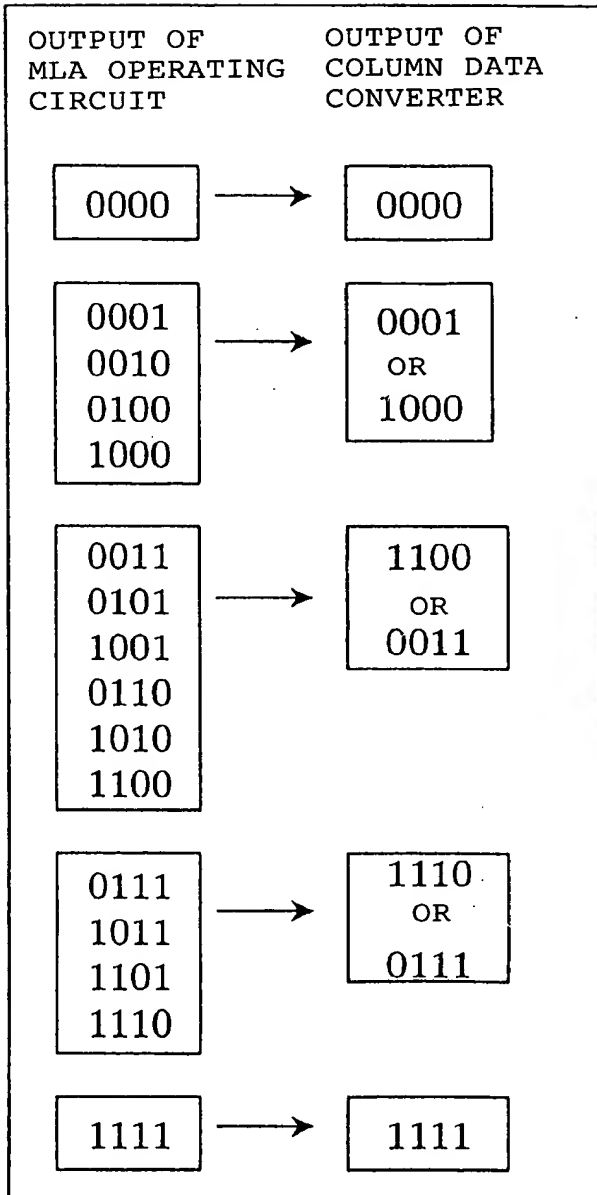 OUTPUT OF
MLA OPERATING
CIRCUIT
OUTPUT OF
COLUMN DATA
CONVERTER
0000
0000
0001
0010
0100
1000
0001
OR
1000
0011
0101
1001
0110
1010
1100
1100
OR
0011
0111
1011
1101
1110
1110
OR
0111
1111
1111